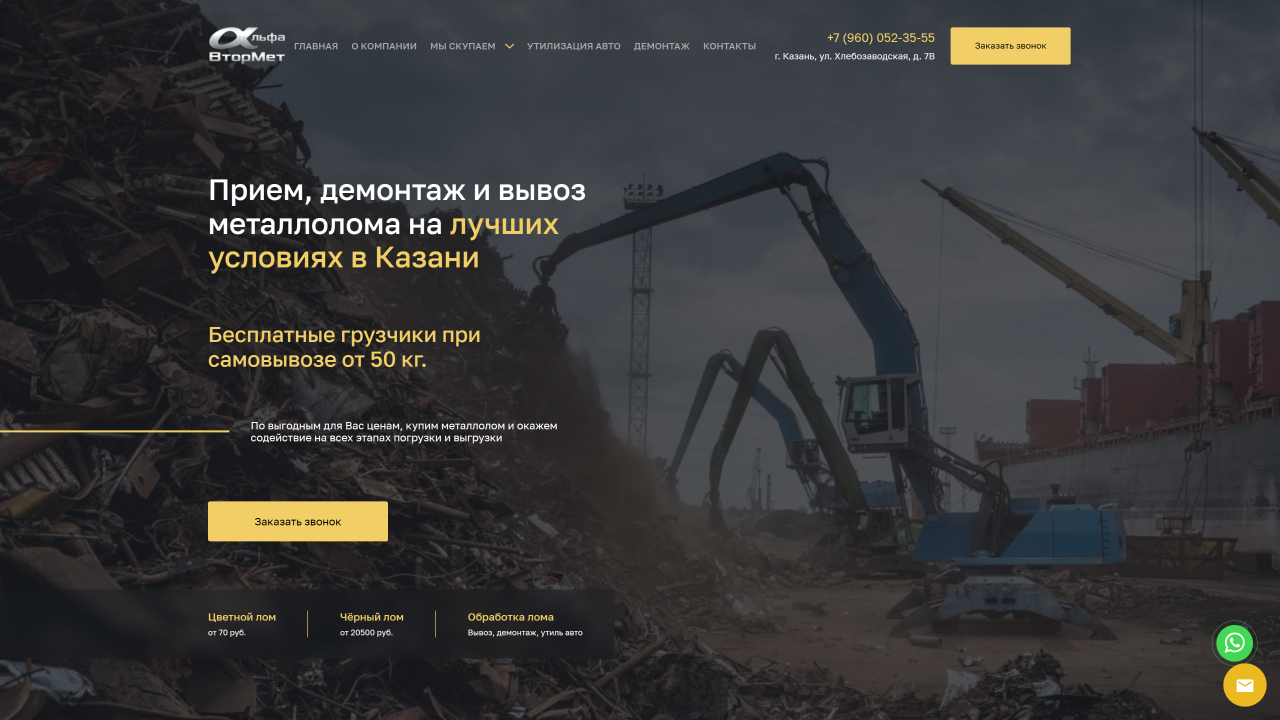 αльфа
ВторМет
ГЛАВНАЯ О КОМПАНИИ МЫ СКУПАЕМ УТИЛИЗАЦИЯ АВТО ДЕМОНТАЖ КОНТАКТЫ
+7 (960) 052-35-55
г. Казань, ул. Хлебозаводская, д. 7В
Заказать звонок
Прием, демонтаж и вывоз
металлолома на лучших
условиях в Казани
Бесплатные грузчики при
самовывозе от 50 кг.
По выгодным для Вас ценам, купим металлолом и окажем
содействие на всех этапах погрузки и выгрузки
Заказать звонок
Цветной лом
от 70 руб.
Чёрный лом
от 20500 руб.
Обработка лома
Вывоз, демонтаж, утиль авто